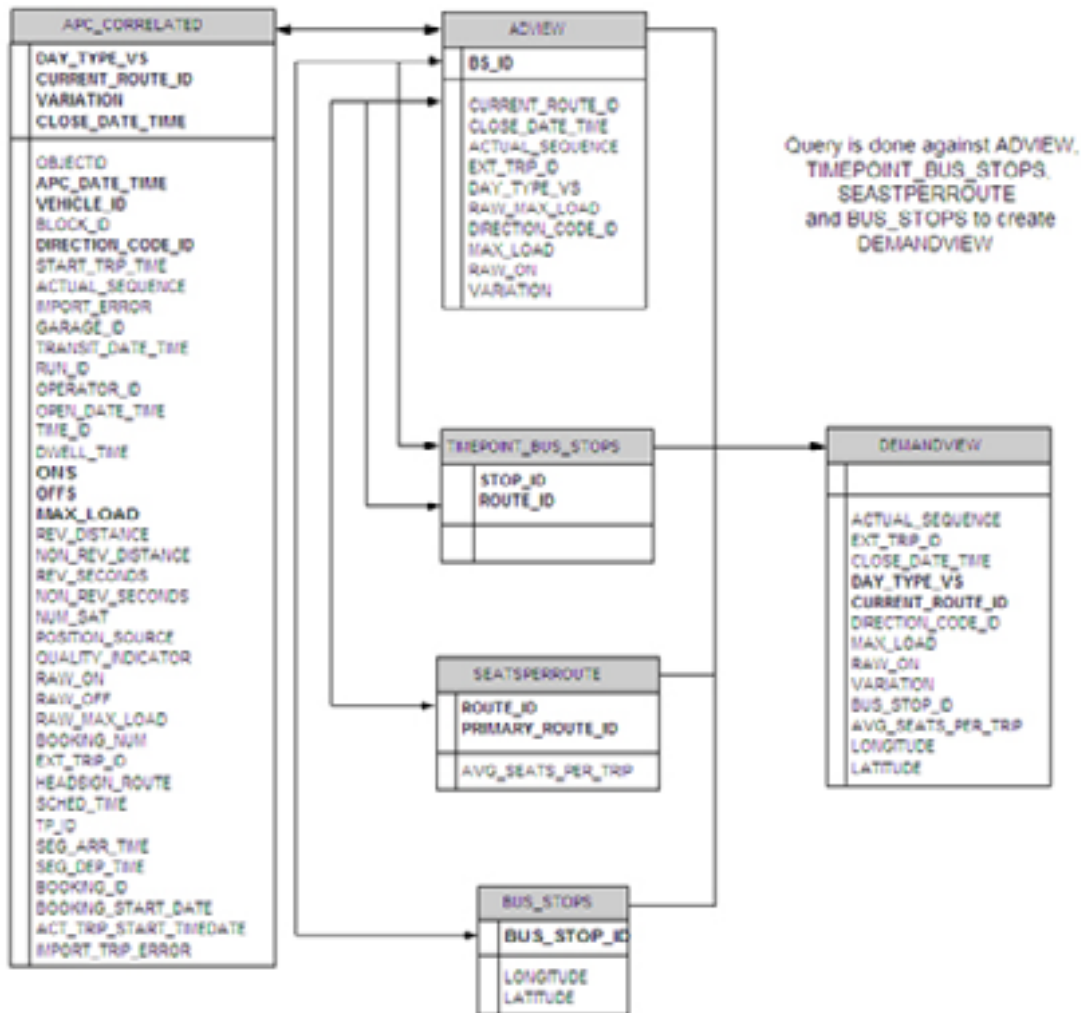 APC_CORRELATED
DAY_TYPE_VS
CURRENT_ROUTE_ID
VARIATION
CLOSE_DATE_TIME
OBJECTID
APC_DATE_TIME
VEHICLE_ID
BLOCK_ID
DIRECTION_CODE_ID
START_TRIP_TIME
ACTUAL_SEQUENCE
IMPORT_ERROR
GARAGE_ID
TRANSIT_DATE_TIME
RUN_ID
OPERATOR_ID
OPEN_DATE_TIME
TIME_ID
DWELL_TIME
ONS
OFFS
MAX_LOAD
REV_DISTANCE
NON_REV_DISTANCE
REV_SECONDS
NON_REV_SECONDS
NUM_SAT
POSITION_SOURCE
QUALITY_INDICATOR
RAW_ON
RAW_OFF
RAW_MAX_LOAD
BOOKING_NUM
EXT_TRIP_ID
HEADSIGN_ROUTE
SCHED_TIME
TP_ID
SEG_ARR_TIME
SEG_DEP_TIME
BOOKING_ID
BOOKING_START_DATE
ACT_TRIP_START_TIMEDATE
IMPORT_TRIP_ERROR
ADVIEW
BS_ID
CURRENT_ROUTE_ID
CLOSE_DATE_TIME
ACTUAL_SEQUENCE
EXT_TRIP_ID
DAY_TYPE_VS
RAW_MAX_LOAD
DIRECTION_CODE_ID
MAX_LOAD
RAW_ON
VARIATION
Query is done against ADVIEW,
TIMEPOINT_BUS_STOPS,
SEASTPERROUTE
and BUS_STOPS to create
DEMANDVIEW
TIMEPOINT_BUS_STOPS
STOP_ID
ROUTE_ID
DEMANDVIEW
ACTUAL_SEQUENCE
EXT_TRIP_ID
CLOSE_DATE_TIME
DAY_TYPE_VS
CURRENT_ROUTE_ID
DIRECTION_CODE_ID
MAX_LOAD
RAW_ON
VARIATION
BUS_STOP_ID
AVG_SEATS_PER_TRIP
LONGITUDE
LATITUDE
SEATSPERROUTE
ROUTE_ID
PRIMARY_ROUTE_ID
AVG_SEATS_PER_TRIP
BUS_STOPS
BUS_STOP_ID
LONGITUDE
LATITUDE